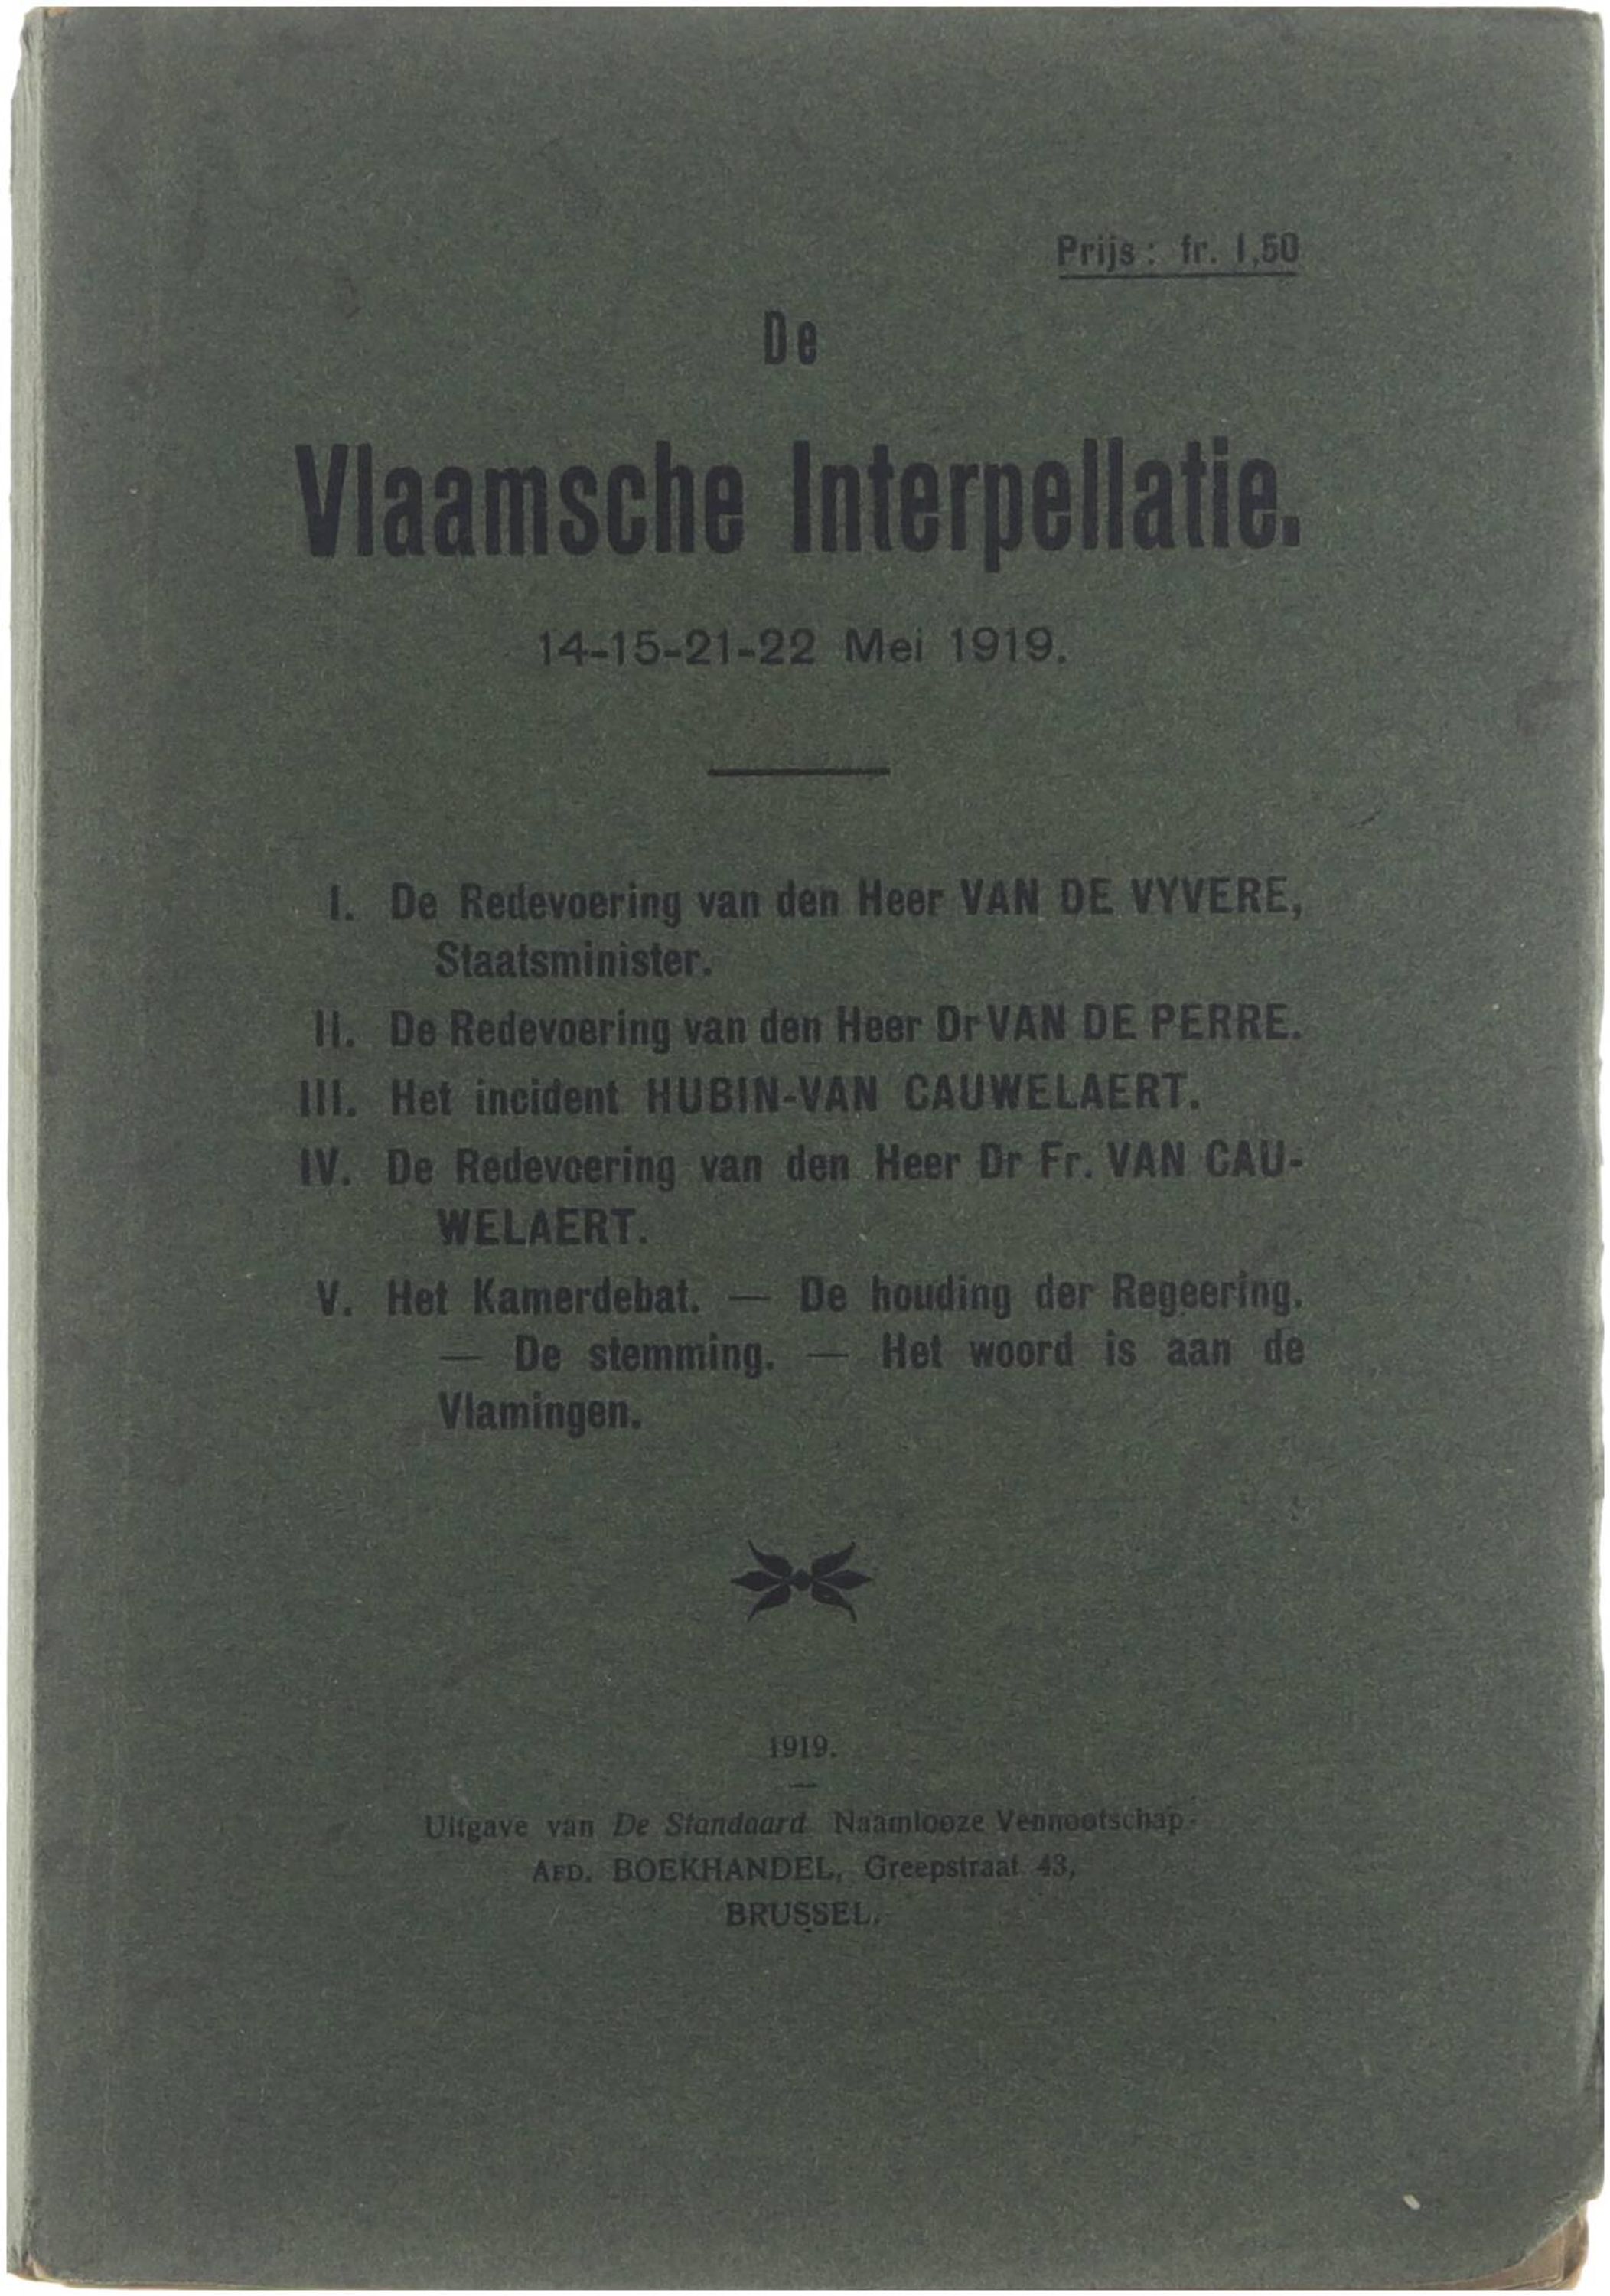 Prijs : fr. 1,50
De
Vlaamsche Interpellatie.
14-15-21-22 Mei 1919.
I. De Redevoering van den Heer VAN DE VYVERE,
Staatsminister.
II. De Redevoering van den Heer Dr VAN DE PERRE.
III. Het incident HUBIN-VAN CAUWELAERT.
IV. De Redevoering van den Heer Dr Fr. VAN CAU-
WELAERT.
V. Het Kamerdebat. — De houding der Regeering.
— De stemming. — Het woord is aan de
Vlamingen.
1919.
Uitgave van De Standaard Naamlooze Vennootschap-
AFD. BOEKHANDEL, Greepstraat 43,
BRUSSEL.